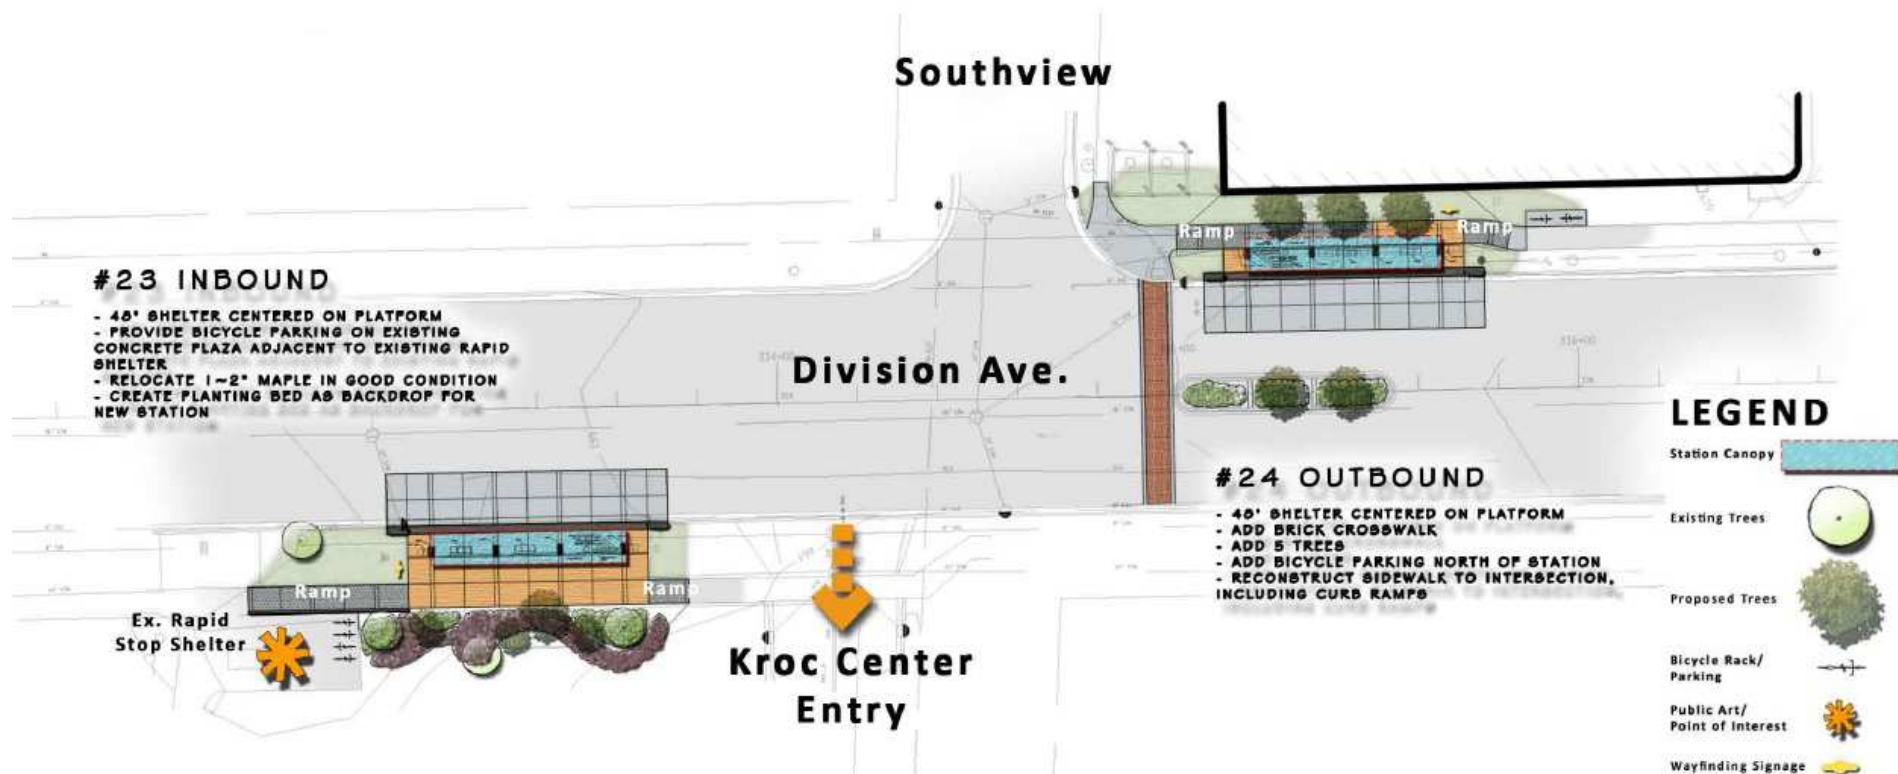 Southview
Ramp
Ramp
#23 INBOUND
- 48' SHELTER CENTERED ON PLATFORM
- PROVIDE BICYCLE PARKING ON EXISTING
CONCRETE PLAZA ADJACENT TO EXISTING RAPID
SHELTER
- RELOCATE 1~2" MAPLE IN GOOD CONDITION
- CREATE PLANTING BED AS BACKDROP FOR
NEW STATION
Division Ave.
#24 OUTBOUND
- 48' SHELTER CENTERED ON PLATFORM
- ADD BRICK CROSSWALK
- ADD 5 TREES
- ADD BICYCLE PARKING NORTH OF STATION
- RECONSTRUCT SIDEWALK TO INTERSECTION,
INCLUDING CURB RAMPS
Ramp
Ramp
Ex. Rapid
Stop Shelter
Kroc Center
Entry
LEGEND
Station Canopy
Existing Trees
Proposed Trees
Bicycle Rack/
Parking
Public Art/
Point of Interest
Wayfinding Signage